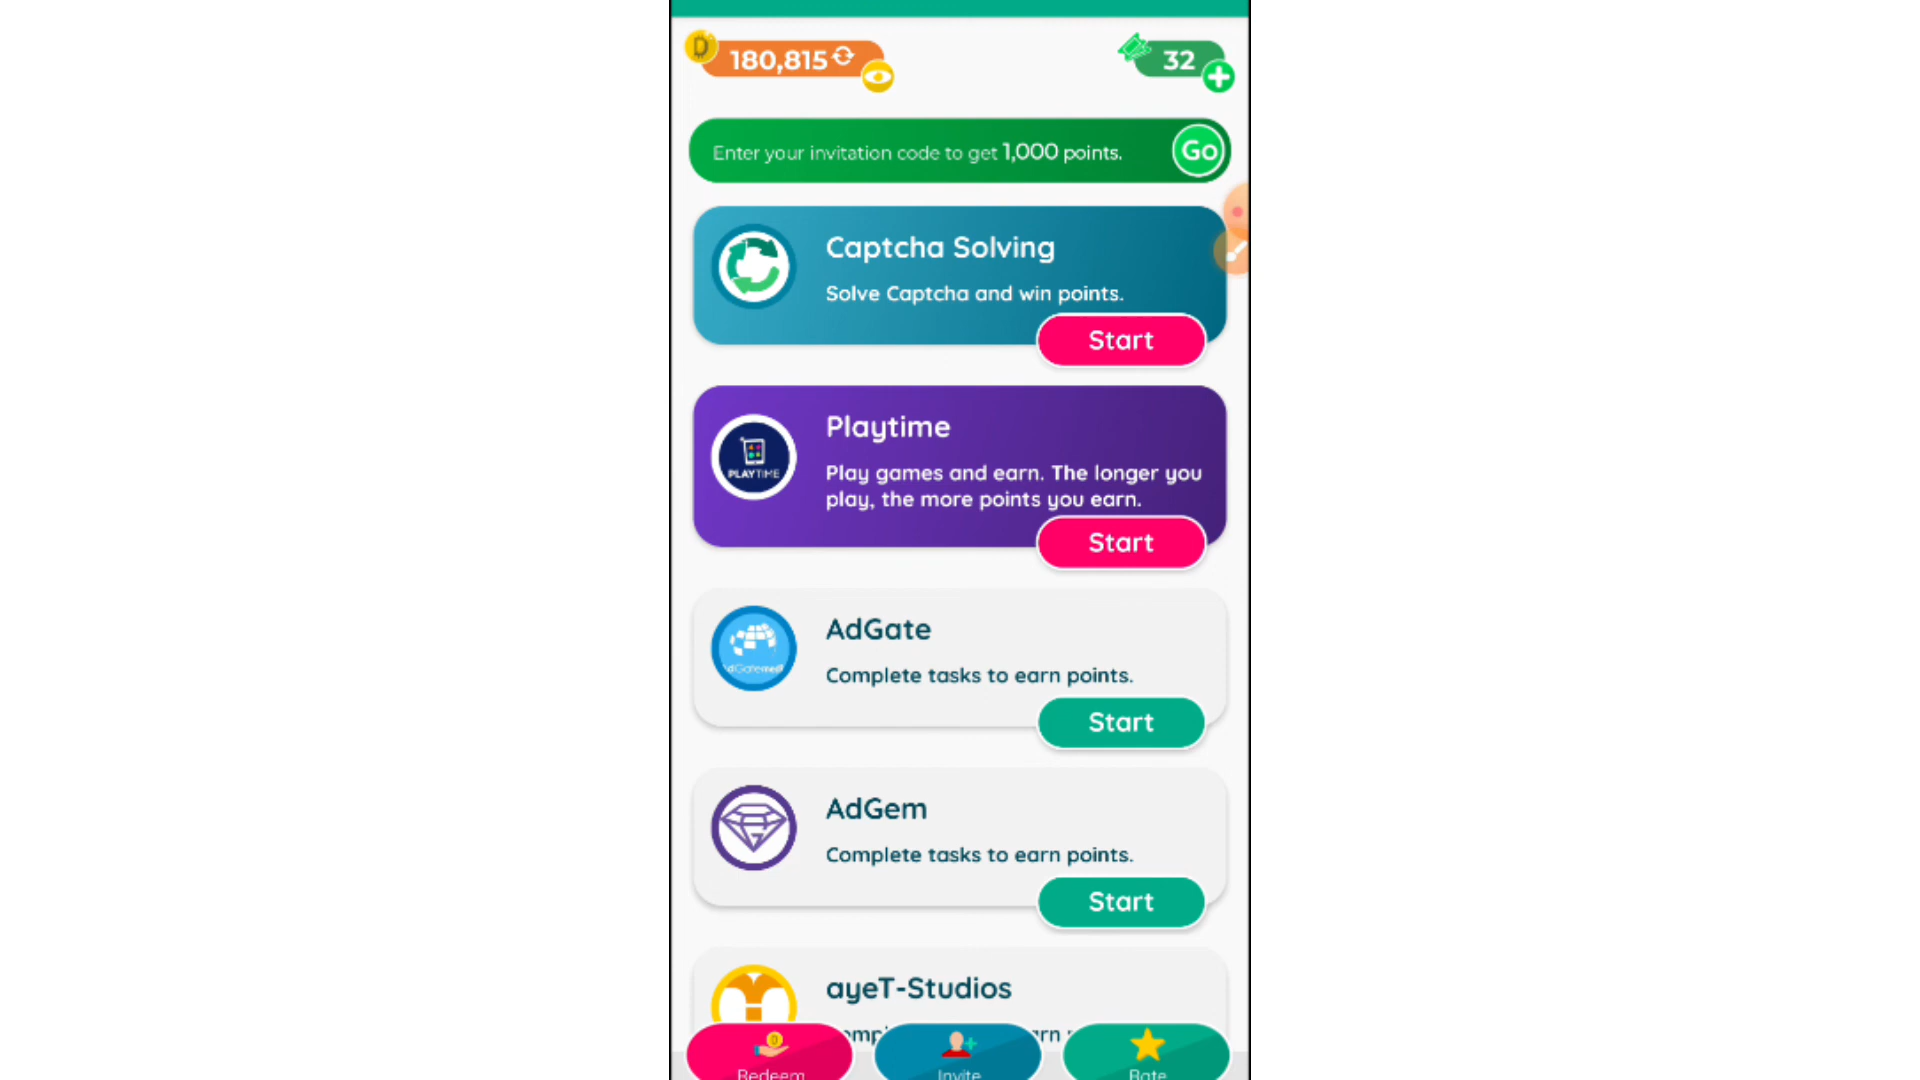 180,815
32
Enter your invitation code to get 1,000 points.
Go
Captcha Solving
Solve Captcha and win points.
Start
PLAYTIME
Playtime
Play games and earn. The longer you
play, the more points you earn.
Start
AdGate
Complete tasks to earn points.
Start
AdGem
Complete tasks to earn points.
Start
ayeT-Studios
Redeem
Invite
Rate